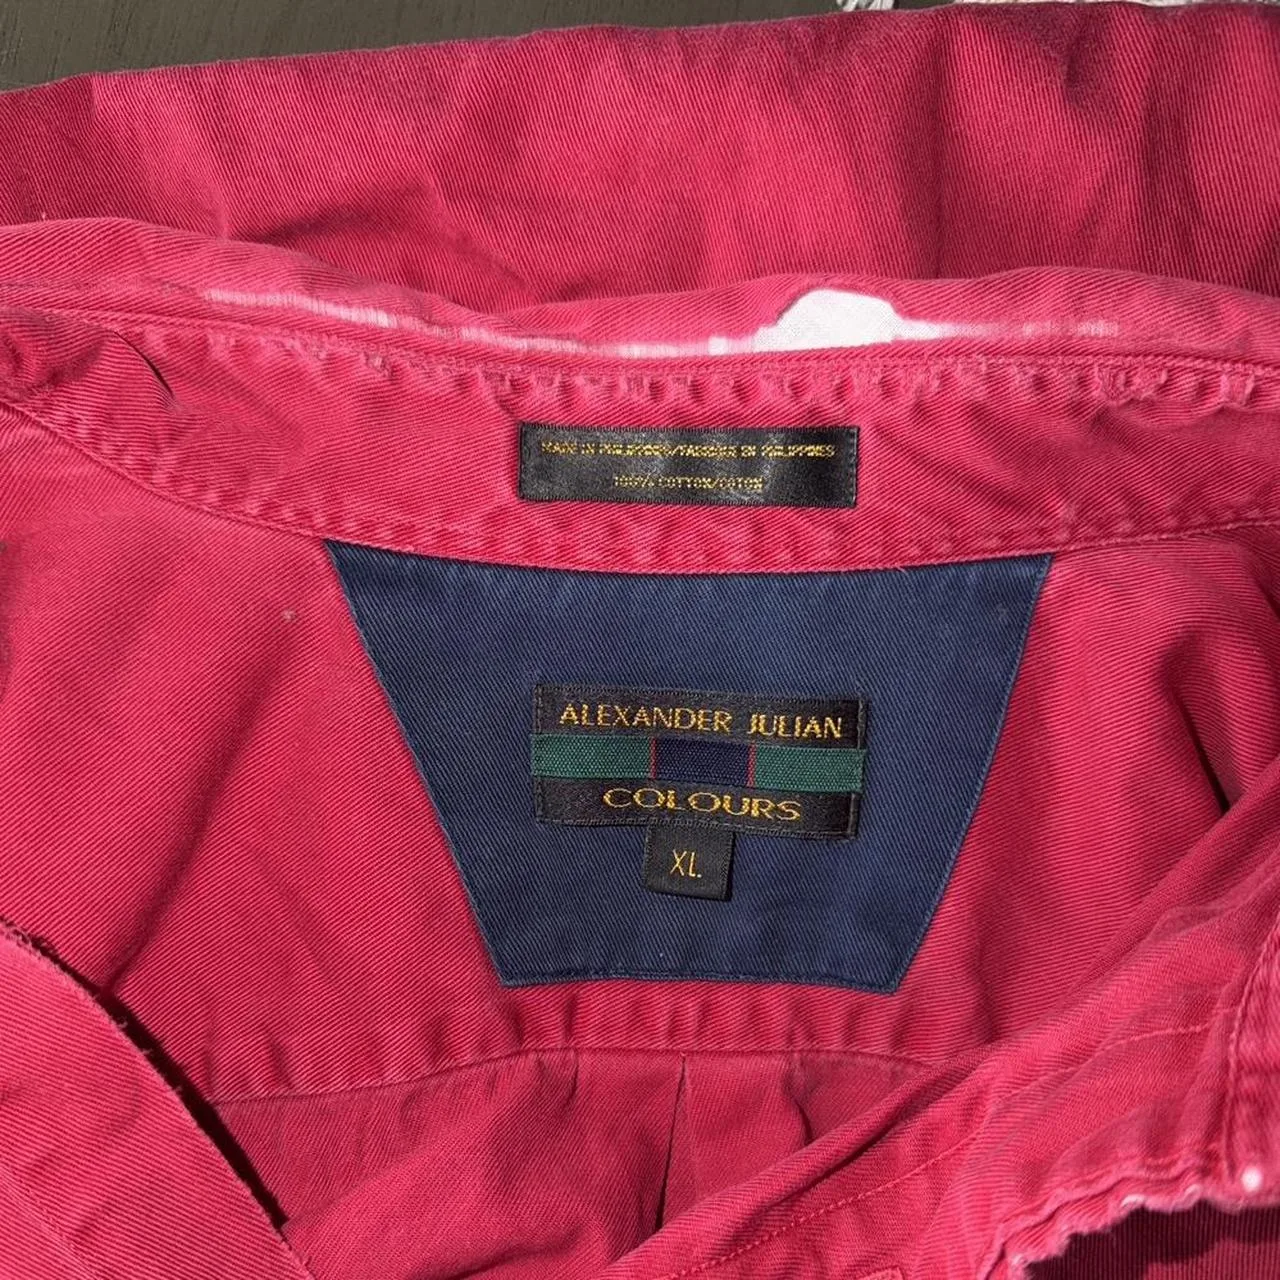 MADE IN PHILIPPINES/FABRIQUE EN PHILIPPINES
100% COTTON/COTON
ALEXANDER JULIAN
COLOURS
XL.